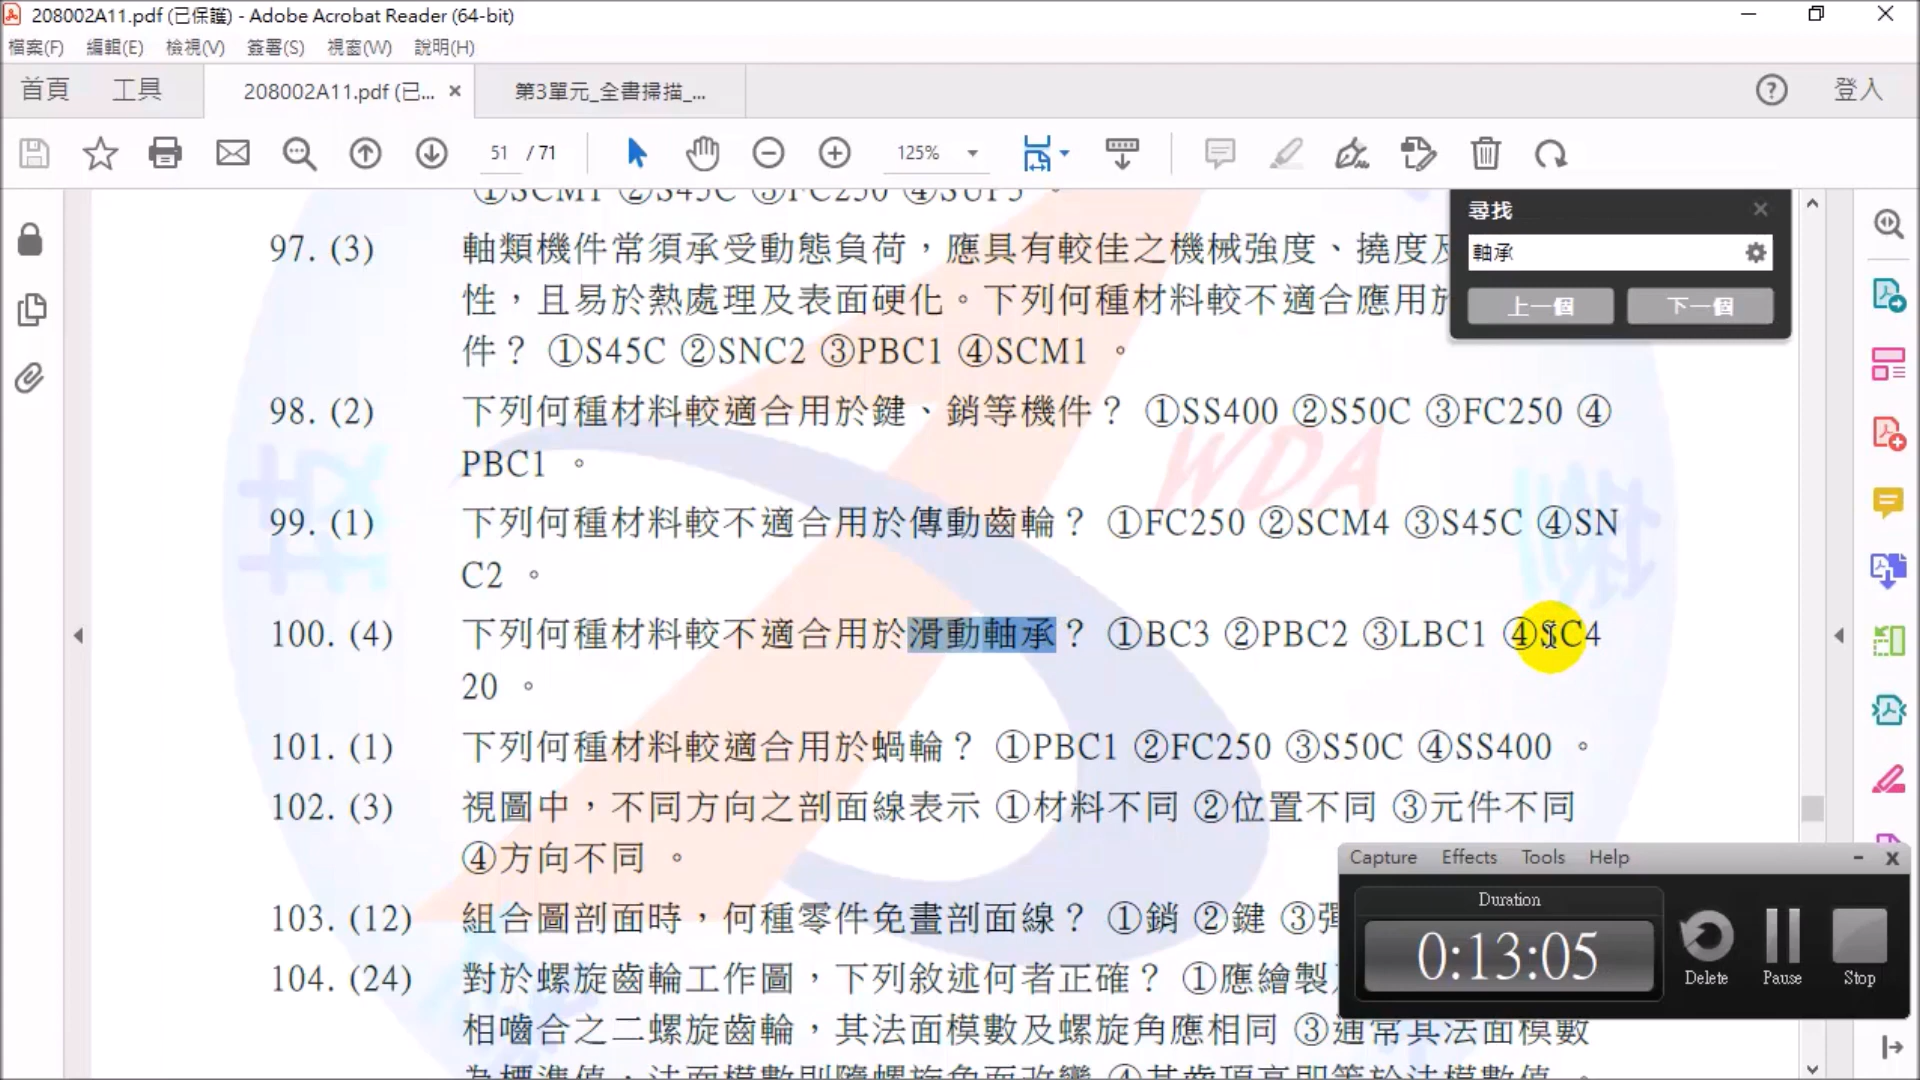 208002A11.pdf (已保護) - Adobe Acrobat Reader (64-bit)
檔案(F) 編輯(E) 檢視(V) 簽署(S) 視窗(W) 說明(H)
首頁 工具 208002A11.pdf (已... 第3單元_全書掃描_... 登入
51 / 71 125%
①SCM1 ②S45C ③FC250 ④SUP3 。
尋找
軸承
上一個 下一個
97. (3) 軸類機件常須承受動態負荷，應具有較佳之機械強度、撓度及
性，且易於熱處理及表面硬化。下列何種材料較不適合應用於
件？ ①S45C ②SNC2 ③PBC1 ④SCM1 。
98. (2) 下列何種材料較適合用於鍵、銷等機件？ ①SS400 ②S50C ③FC250 ④
PBC1 。
99. (1) 下列何種材料較不適合用於傳動齒輪？ ①FC250 ②SCM4 ③S45C ④SN
C2 。
100. (4) 下列何種材料較不適合用於滑動軸承？ ①BC3 ②PBC2 ③LBC1 ④SC4
20 。
101. (1) 下列何種材料較適合用於蝸輪？ ①PBC1 ②FC250 ③S50C ④SS400 。
102. (3) 視圖中，不同方向之剖面線表示 ①材料不同 ②位置不同 ③元件不同
④方向不同 。
103. (12) 組合圖剖面時，何種零件免畫剖面線？ ①銷 ②鍵 ③彈
104. (24) 對於螺旋齒輪工作圖，下列敘述何者正確？ ①應繪製
相嚙合之二螺旋齒輪，其法面模數及螺旋角應相同 ③通常其法面模數
為標準值，法面模數則隨螺旋角而改變 ④其齒頂高即等於法模數值 。
WDA
Capture Effects Tools Help
Duration
0:13:05
Delete Pause Stop